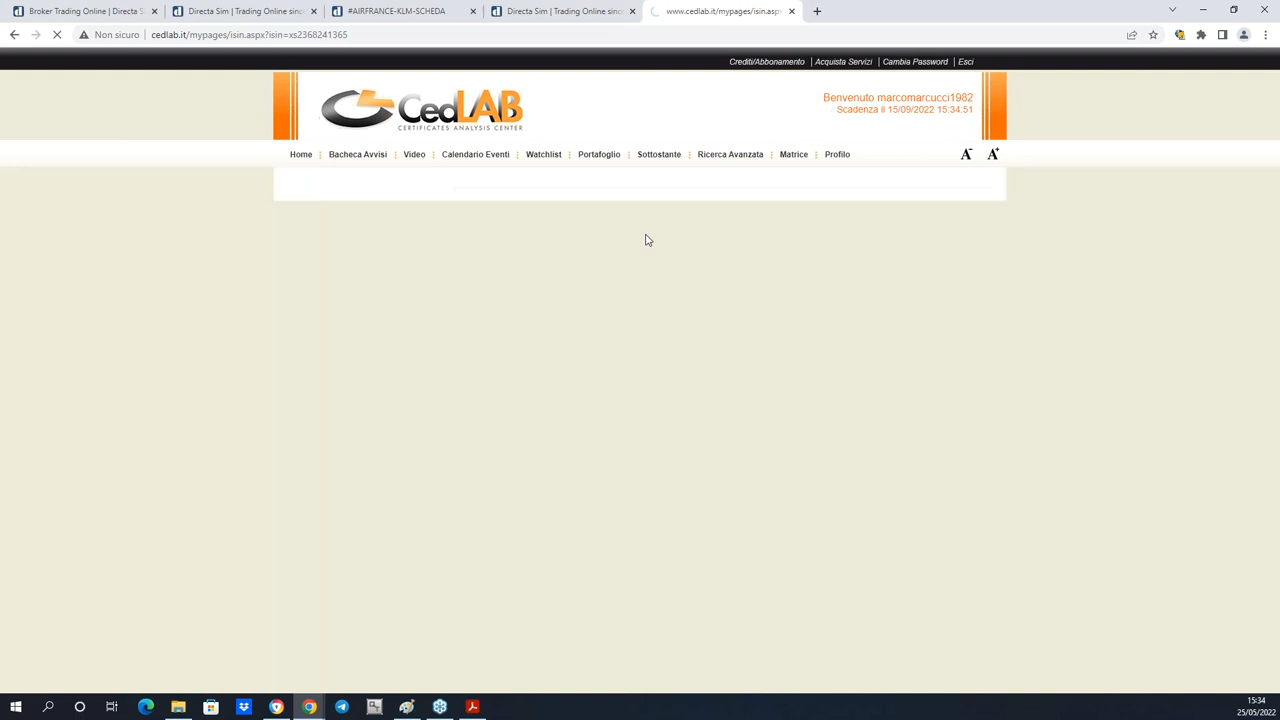 Broker Trading Online | Directa S
Directa Sim | Trading Online sinc
#AIRFRANCE-KLM-SCHEDA
Directa Sim | Trading Online sinc
www.cedlab.it/mypages/isin.asp
Non sicuro
cedlab.it/mypages/isin.aspx?isin=xs2368241365
Crediti/Abbonamento | Acquista Servizi | Cambia Password | Esci
CedLAB
CERTIFICATES ANALYSIS CENTER
Benvenuto marcomarcucci1982
Scadenza il 15/09/2022 15:34.51
Home Bacheca Avvisi Video Calendario Eventi Watchlist Portafoglio Sottostante Ricerca Avanzata Matrice Profilo A- A+
15:34
25/05/2022